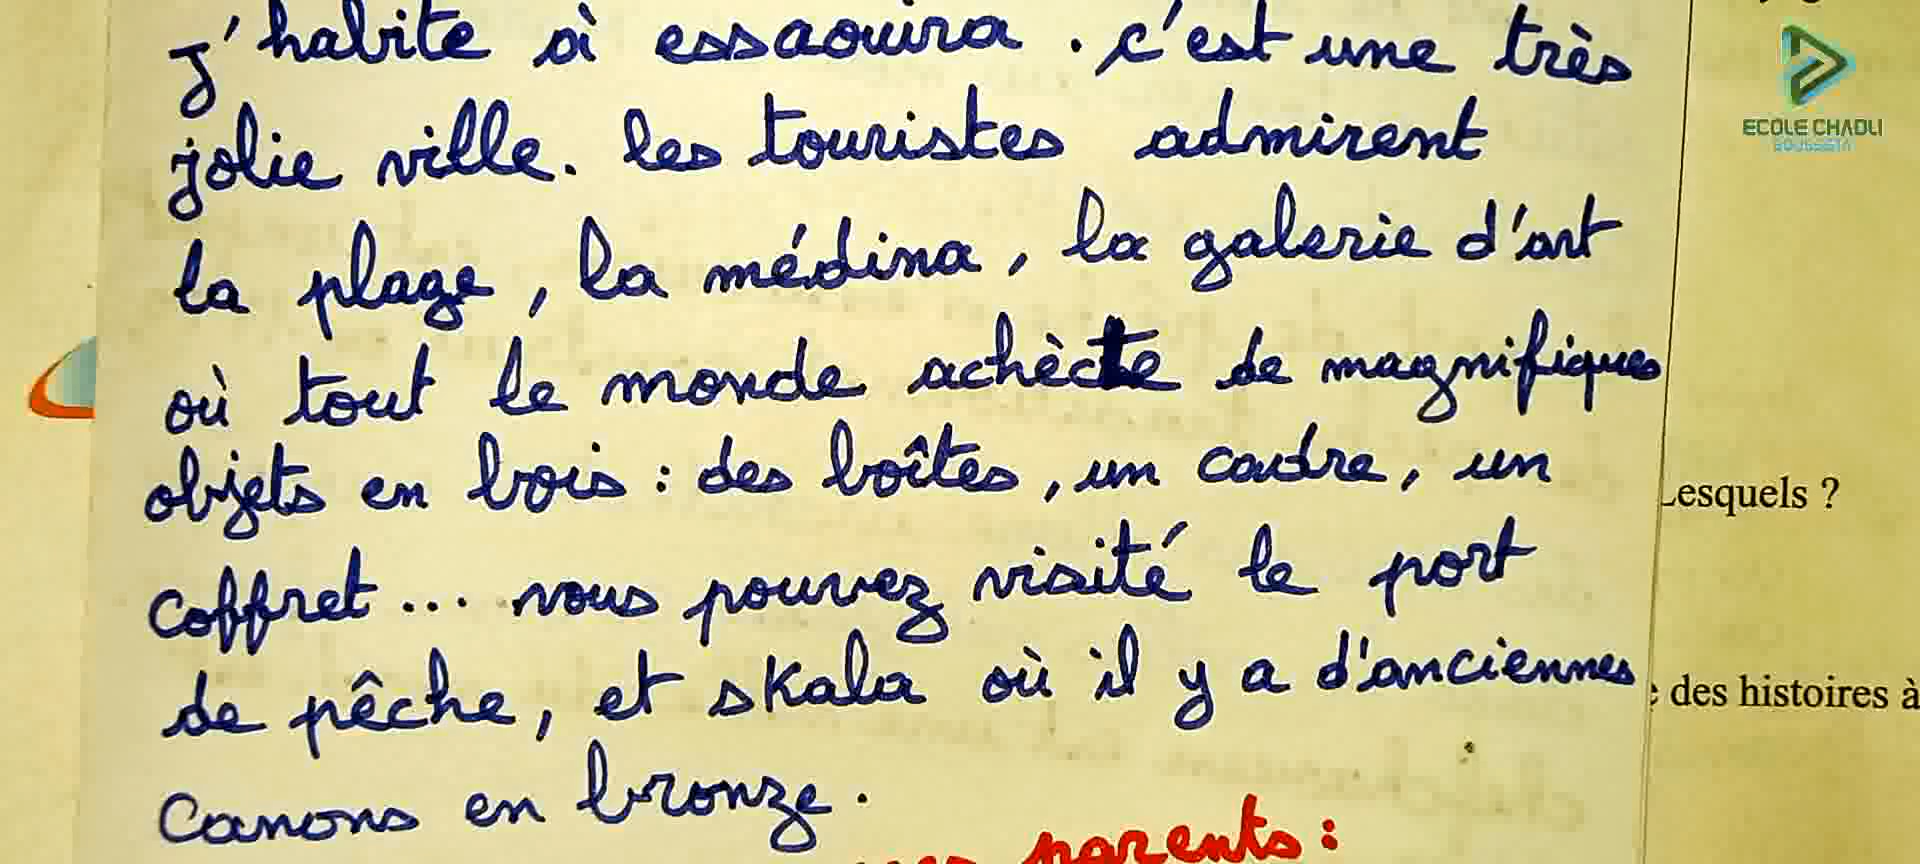 j'habite à essaouira. c'est une très
ECOLE CHADLI
jolie ville. les touristes admirent
la plage, la médina, la galerie d'art
où tout le monde achècte de magnifiques
objets en bois : des boîtes, un cadre, un
Lesquels ?
coffret... vous pouvez visité le port
de pêche, et skala où il y a d'anciennes
des histoires à
canons en bronze.
parents :